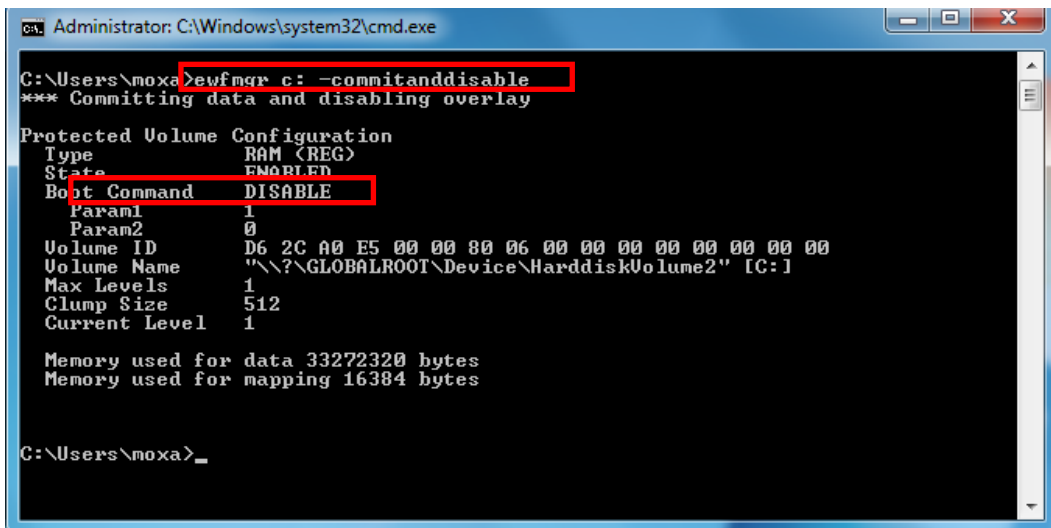 Administrator: C:\Windows\system32\cmd.exe
C:\Users\moxa>ewfmgr c: -commitanddisable
*** Committing data and disabling overlay
Protected Volume Configuration
Type RAM (REG)
State ENABLED
Boot Command DISABLE
Param1 1
Param2 0
Volume ID D6 2C A0 E5 00 00 80 06 00 00 00 00 00 00 00 00
Volume Name "\\?\GLOBALROOT\Device\HarddiskVolume2" [C:]
Max Levels 1
Clump Size 512
Current Level 1
Memory used for data 33272320 bytes
Memory used for mapping 16384 bytes
C:\Users\moxa>_